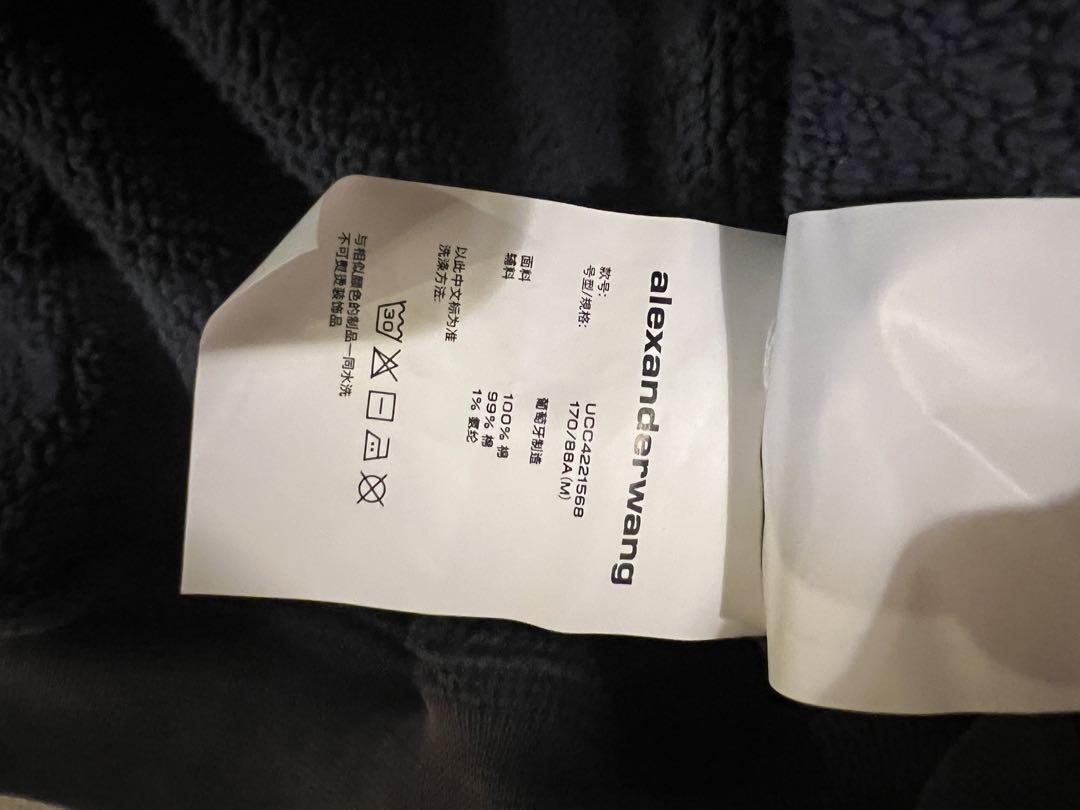 alexanderwang
款号: UCC4221568
号型/规格: 170/88A(M)
葡萄牙制造
面料 100% 棉
辅料 99% 棉
1% 氨纶
以此中文标为准
洗涤方法:
30
与相似颜色的制品一同水洗
不可熨烫装饰品